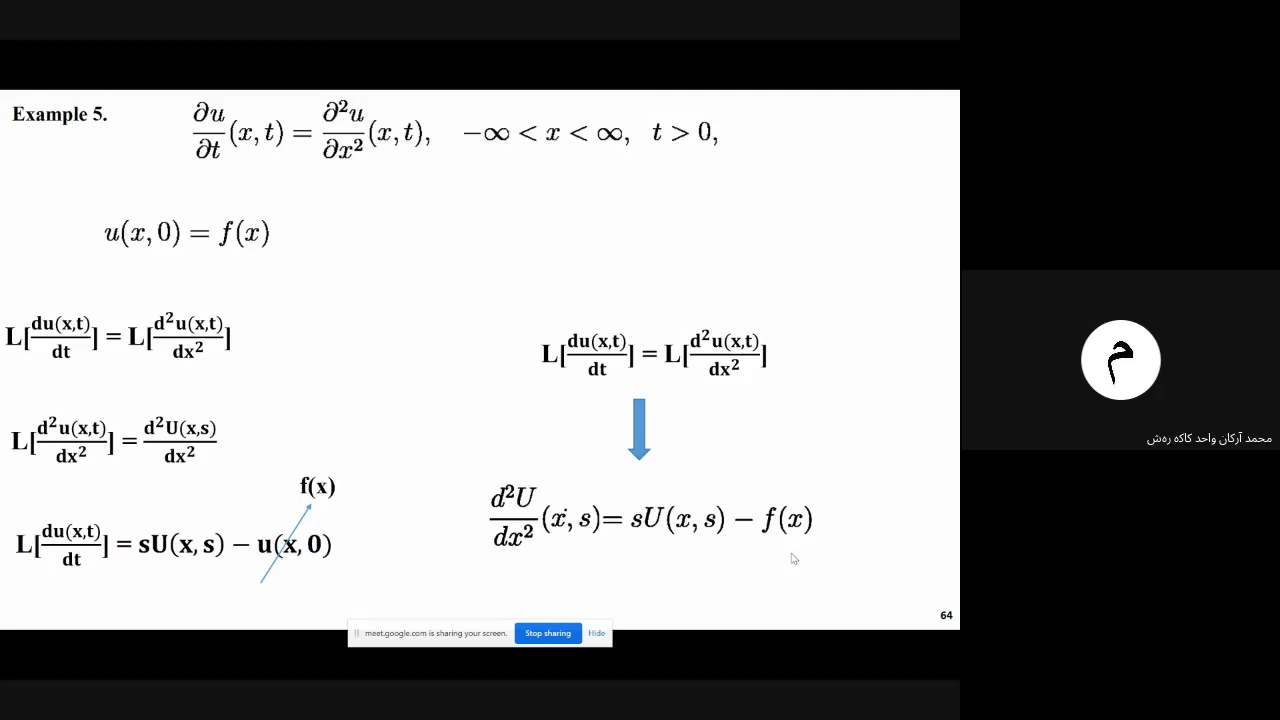 Example 5.
∂u/∂t (x, t) = ∂²u/∂x² (x, t), −∞ < x < ∞, t > 0,
u(x, 0) = f(x)
L[du(x,t)/dt] = L[d²u(x,t)/dx²]
L[d²u(x,t)/dx²] = d²U(x,s)/dx²
f(x)
L[du(x,t)/dt] = sU(x, s) − u(x, 0)
L[du(x,t)/dt] = L[d²u(x,t)/dx²]
d²U/dx² (x, s)= sU(x, s) − f(x)
64
meet.google.com is sharing your screen. Stop sharing Hide
م
محمد آرکان واحد کاکه ره‌ش